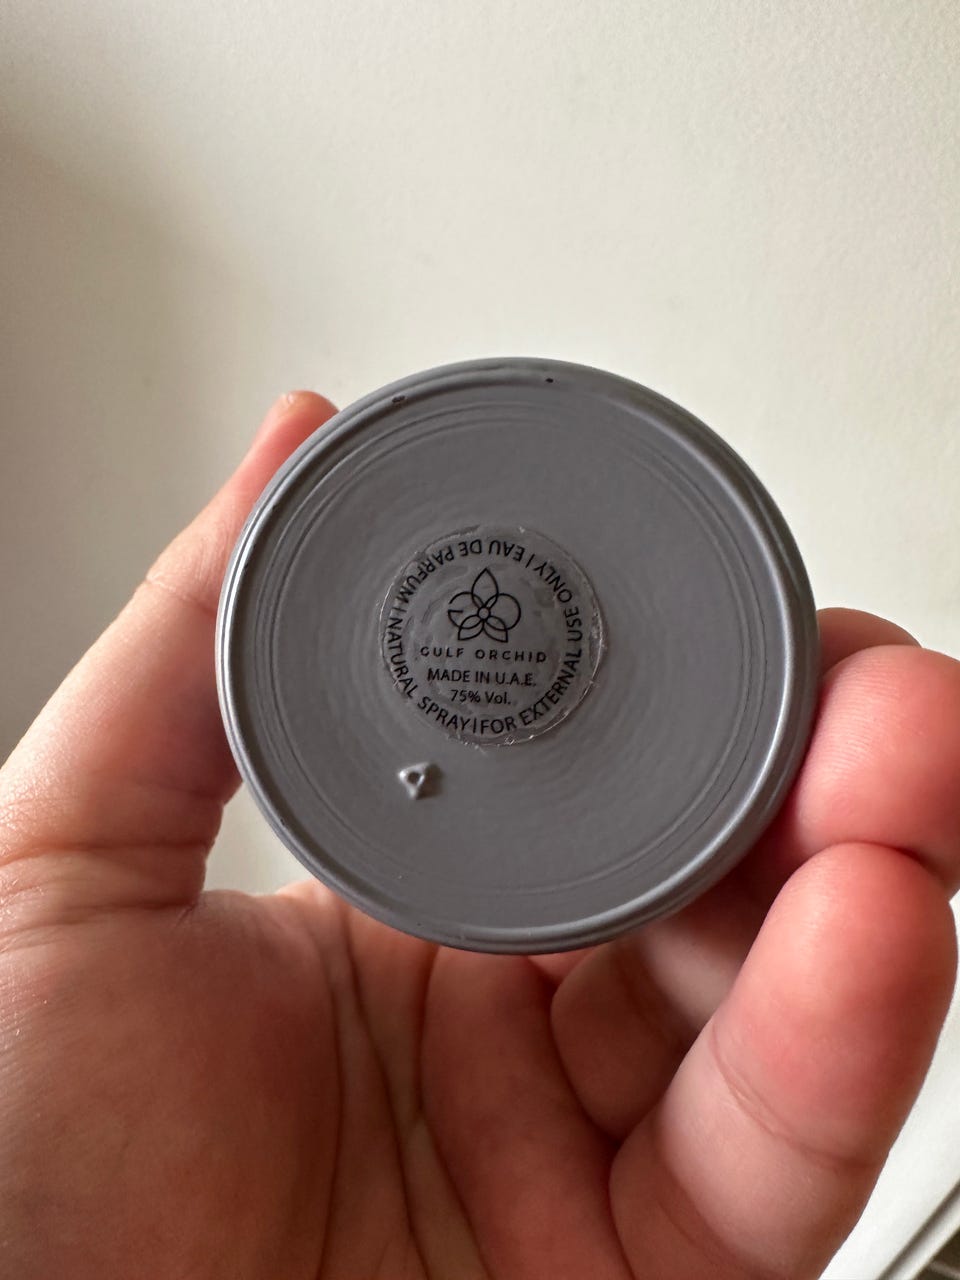 EAU DE PARFUM | NATURAL SPRAY | FOR EXTERNAL USE ONLY |
GULF ORCHID
MADE IN U.A.E.
75% Vol.